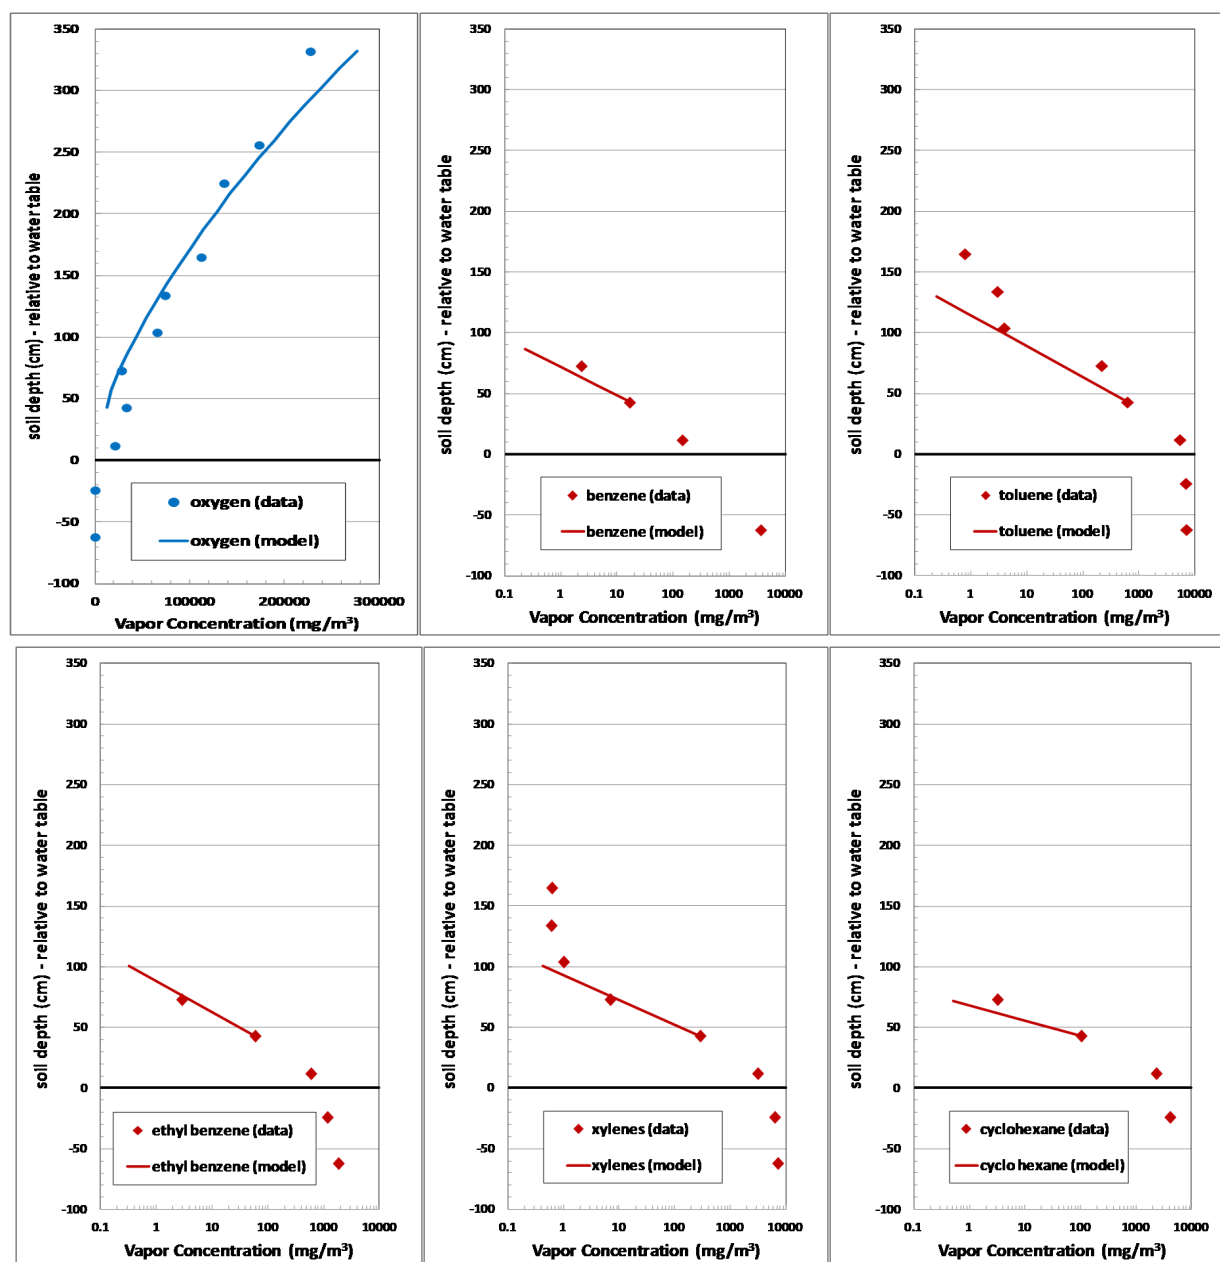 350
300
250
200
150
100
50
0
-50
-100
soil depth (cm) - relative to water table
oxygen (data)
oxygen (model)
0 100000 200000 300000
Vapor Concentration (mg/m³)
350
300
250
200
150
100
50
0
-50
-100
soil depth (cm) - relative to water table
benzene (data)
benzene (model)
0.1 1 10 100 1000 10000
Vapor Concentration (mg/m³)
350
300
250
200
150
100
50
0
-50
-100
soil depth (cm) - relative to water table
toluene (data)
toluene (model)
0.1 1 10 100 1000 10000
Vapor Concentration (mg/m³)
350
300
250
200
150
100
50
0
-50
-100
soil depth (cm) - relative to water table
ethyl benzene (data)
ethyl benzene (model)
0.1 1 10 100 1000 10000
Vapor Concentration (mg/m³)
350
300
250
200
150
100
50
0
-50
-100
soil depth (cm) - relative to water table
xylenes (data)
xylenes (model)
0.1 1 10 100 1000 10000
Vapor Concentration (mg/m³)
350
300
250
200
150
100
50
0
-50
-100
soil depth (cm) - relative to water table
cyclohexane (data)
cyclo hexane (model)
0.1 1 10 100 1000 10000
Vapor Concentration (mg/m³)